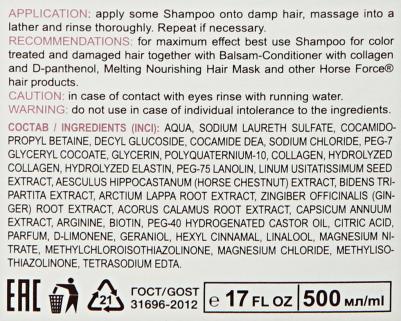 APPLICATION: apply some Shampoo onto damp hair, massage into a
lather and rinse thoroughly. Repeat if necessary.
RECOMMENDATIONS: for maximum effect best use Shampoo for color
treated and damaged hair together with Balsam-Conditioner with collagen
and D-panthenol, Melting Nourishing Hair Mask and other Horse Force®
hair products.
CAUTION: in case of contact with eyes rinse with running water.
WARNING: do not use in case of individual intolerance to the ingredients.
СОСТАВ / INGREDIENTS (INCI): AQUA, SODIUM LAURETH SULFATE, COCAMIDO-
PROPYL BETAINE, DECYL GLUCOSIDE, COCAMIDE DEA, SODIUM CHLORIDE, PEG-7
GLYCERYL COCOATE, GLYCERIN, POLYQUATERNIUM-10, COLLAGEN, HYDROLYZED
COLLAGEN, HYDROLYZED ELASTIN, PEG-75 LANOLIN, LINUM USITATISSIMUM SEED
EXTRACT, AESCULUS HIPPOCASTANUM (HORSE CHESTNUT) EXTRACT, BIDENS TRI-
PARTITA EXTRACT, ARCTIUM LAPPA ROOT EXTRACT, ZINGIBER OFFICINALIS (GIN-
GER) ROOT EXTRACT, ACORUS CALAMUS ROOT EXTRACT, CAPSICUM ANNUUM
EXTRACT, ARGININE, BIOTIN, PEG-40 HYDROGENATED CAROTE OIL, CITRIC ACID,
PARFUM, D-LIMONENE, GERANIOL, HEXYL CINNAMAL, LINALOOL, MAGNESIUM NI-
TRATE, METHYLCHLOROISOTHIAZOLINONE, MAGNESIUM CHLORIDE, METHYLISO-
THIAZOLINONE, TETRASODIUM EDTA.
EAC 21 ГОСТ/GOST
31696-2012
e 17 FL OZ 500 мл/ml